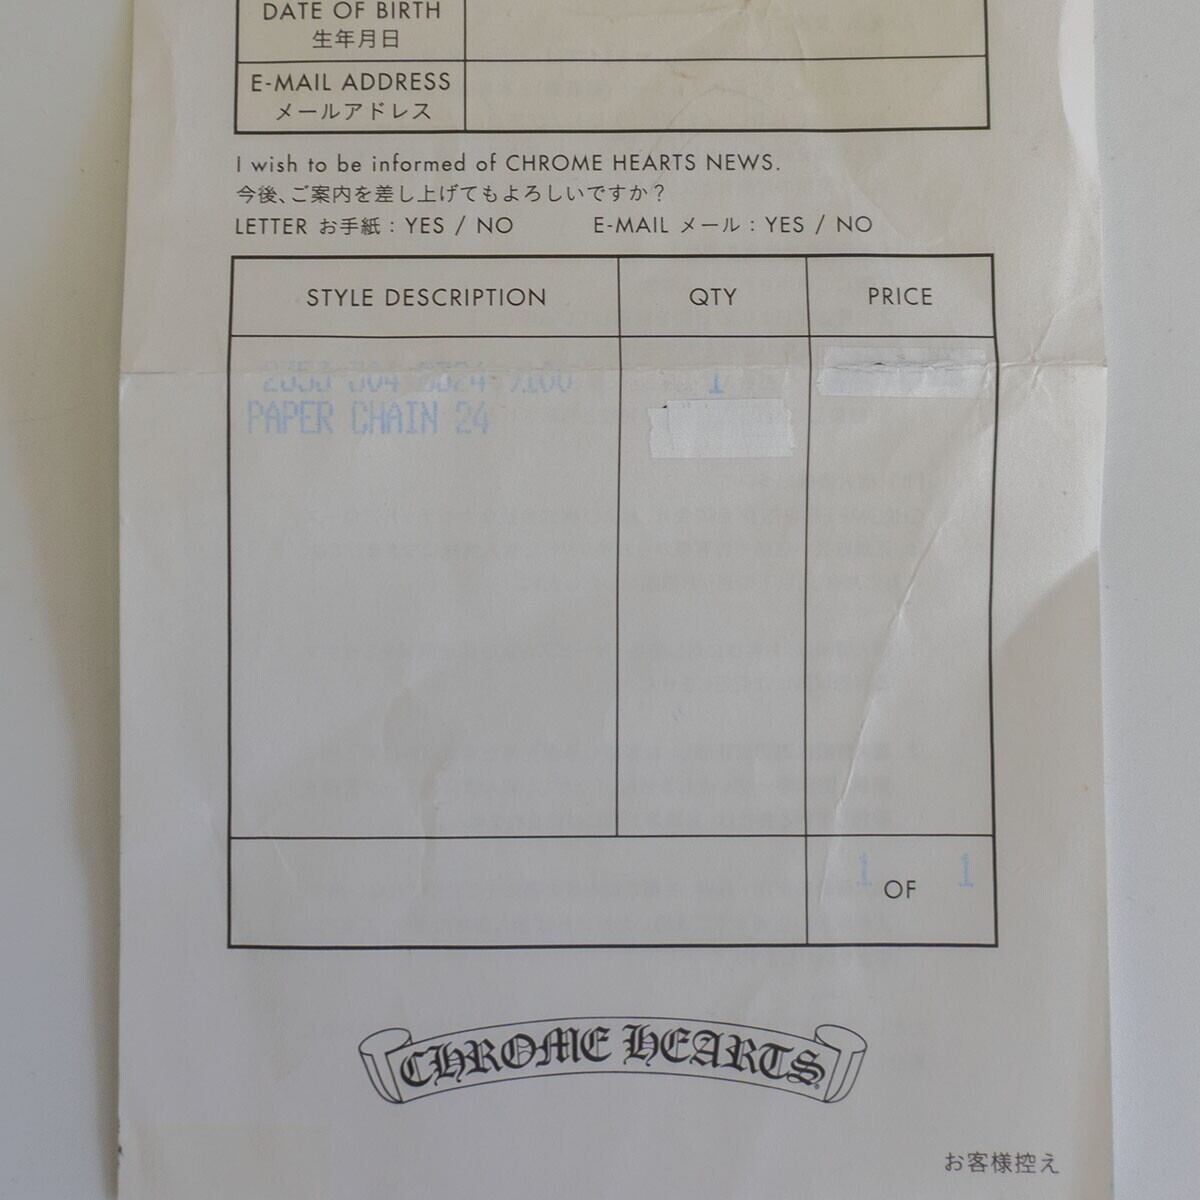 DATE OF BIRTH
生年月日
E-MAIL ADDRESS
メールアドレス
I wish to be informed of CHROME HEARTS NEWS.
今後、ご案内を差し上げてもよろしいですか？
LETTER お手紙 : YES / NO E-MAIL メール : YES / NO
STYLE DESCRIPTION QTY PRICE
304 1
PAPER CHAIN 24
1 OF 1
CHROME HEARTS
お客様控え